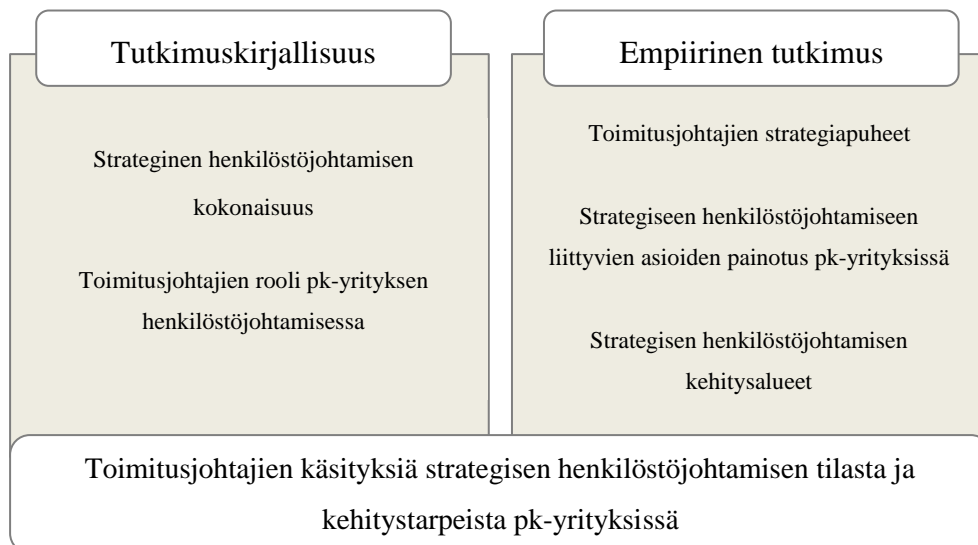 Tutkimuskirjallisuus
Strateginen henkilöstöjohtamisen
kokonaisuus
Toimitusjohtajien rooli pk-yrityksen
henkilöstöjohtamisessa
Empiirinen tutkimus
Toimitusjohtajien strategiapuheet
Strategiseen henkilöstöjohtamiseen
liittyvien asioiden painotus pk-yrityksissä
Strategisen henkilöstöjohtamisen
kehitysalueet
Toimitusjohtajien käsityksiä strategisen henkilöstöjohtamisen tilasta ja
kehitystarpeista pk-yrityksissä